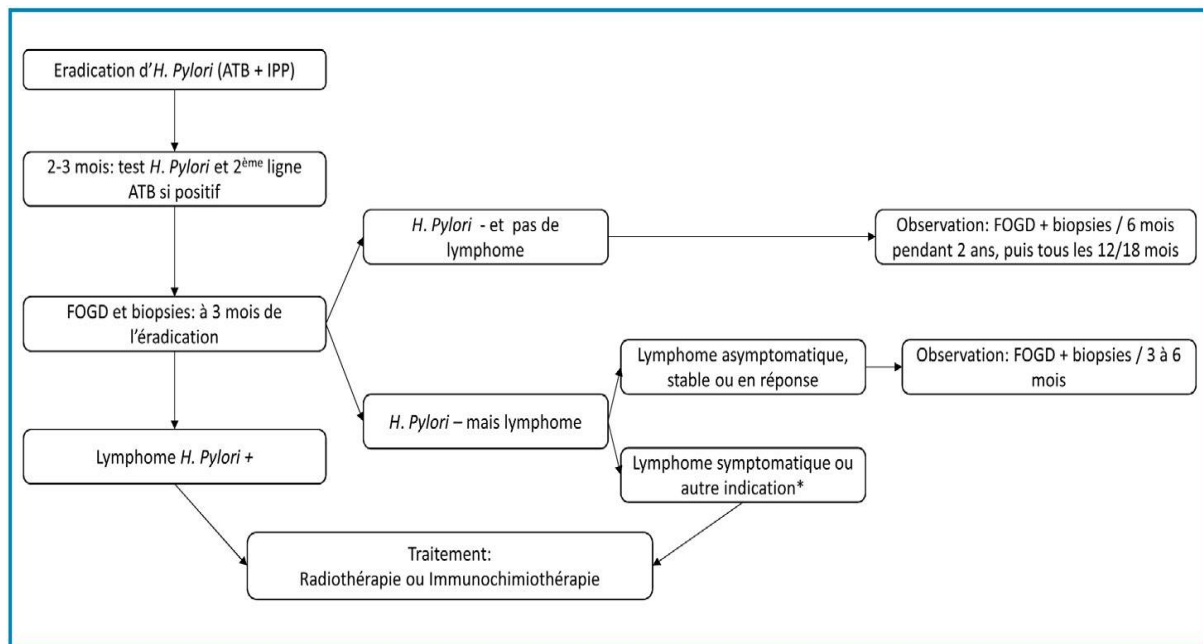 Eradication d'H. Pylori (ATB + IPP)
2-3 mois: test H. Pylori et 2ème ligne
ATB si positif
H. Pylori - et pas de
lymphome
Observation: FOGD + biopsies / 6 mois
pendant 2 ans, puis tous les 12/18 mois
FOGD et biopsies: à 3 mois de
l'éradication
Lymphome asymptomatique,
stable ou en réponse
Observation: FOGD + biopsies / 3 à 6
mois
H. Pylori – mais lymphome
Lymphome H. Pylori +
Lymphome symptomatique ou
autre indication*
Traitement:
Radiothérapie ou Immunochimiothérapie